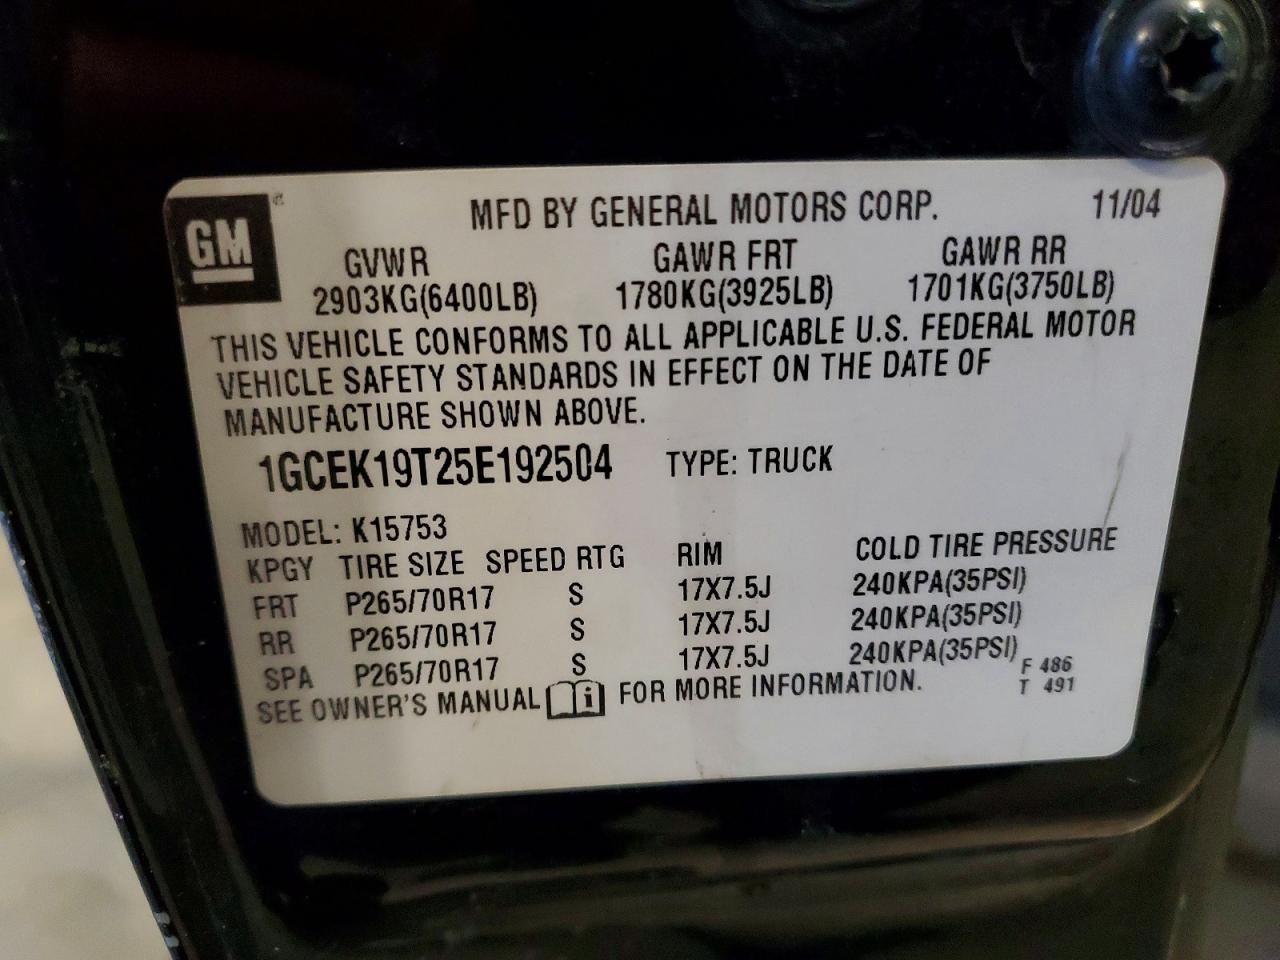 GM
MFD BY GENERAL MOTORS CORP. 11/04
GVWR GAWR FRT GAWR RR
2903KG(6400LB) 1780KG(3925LB) 1701KG(3750LB)
THIS VEHICLE CONFORMS TO ALL APPLICABLE U.S. FEDERAL MOTOR
VEHICLE SAFETY STANDARDS IN EFFECT ON THE DATE OF
MANUFACTURE SHOWN ABOVE.
1GCEK19T25E192504 TYPE: TRUCK
MODEL: K15753
KPGY TIRE SIZE SPEED RTG RIM COLD TIRE PRESSURE
FRT P265/70R17 S 17X7.5J 240KPA(35PSI)
RR P265/70R17 S 17X7.5J 240KPA(35PSI)
SPA P265/70R17 S 17X7.5J 240KPA(35PSI)
F 486
SEE OWNER'S MANUAL i FOR MORE INFORMATION. T 491